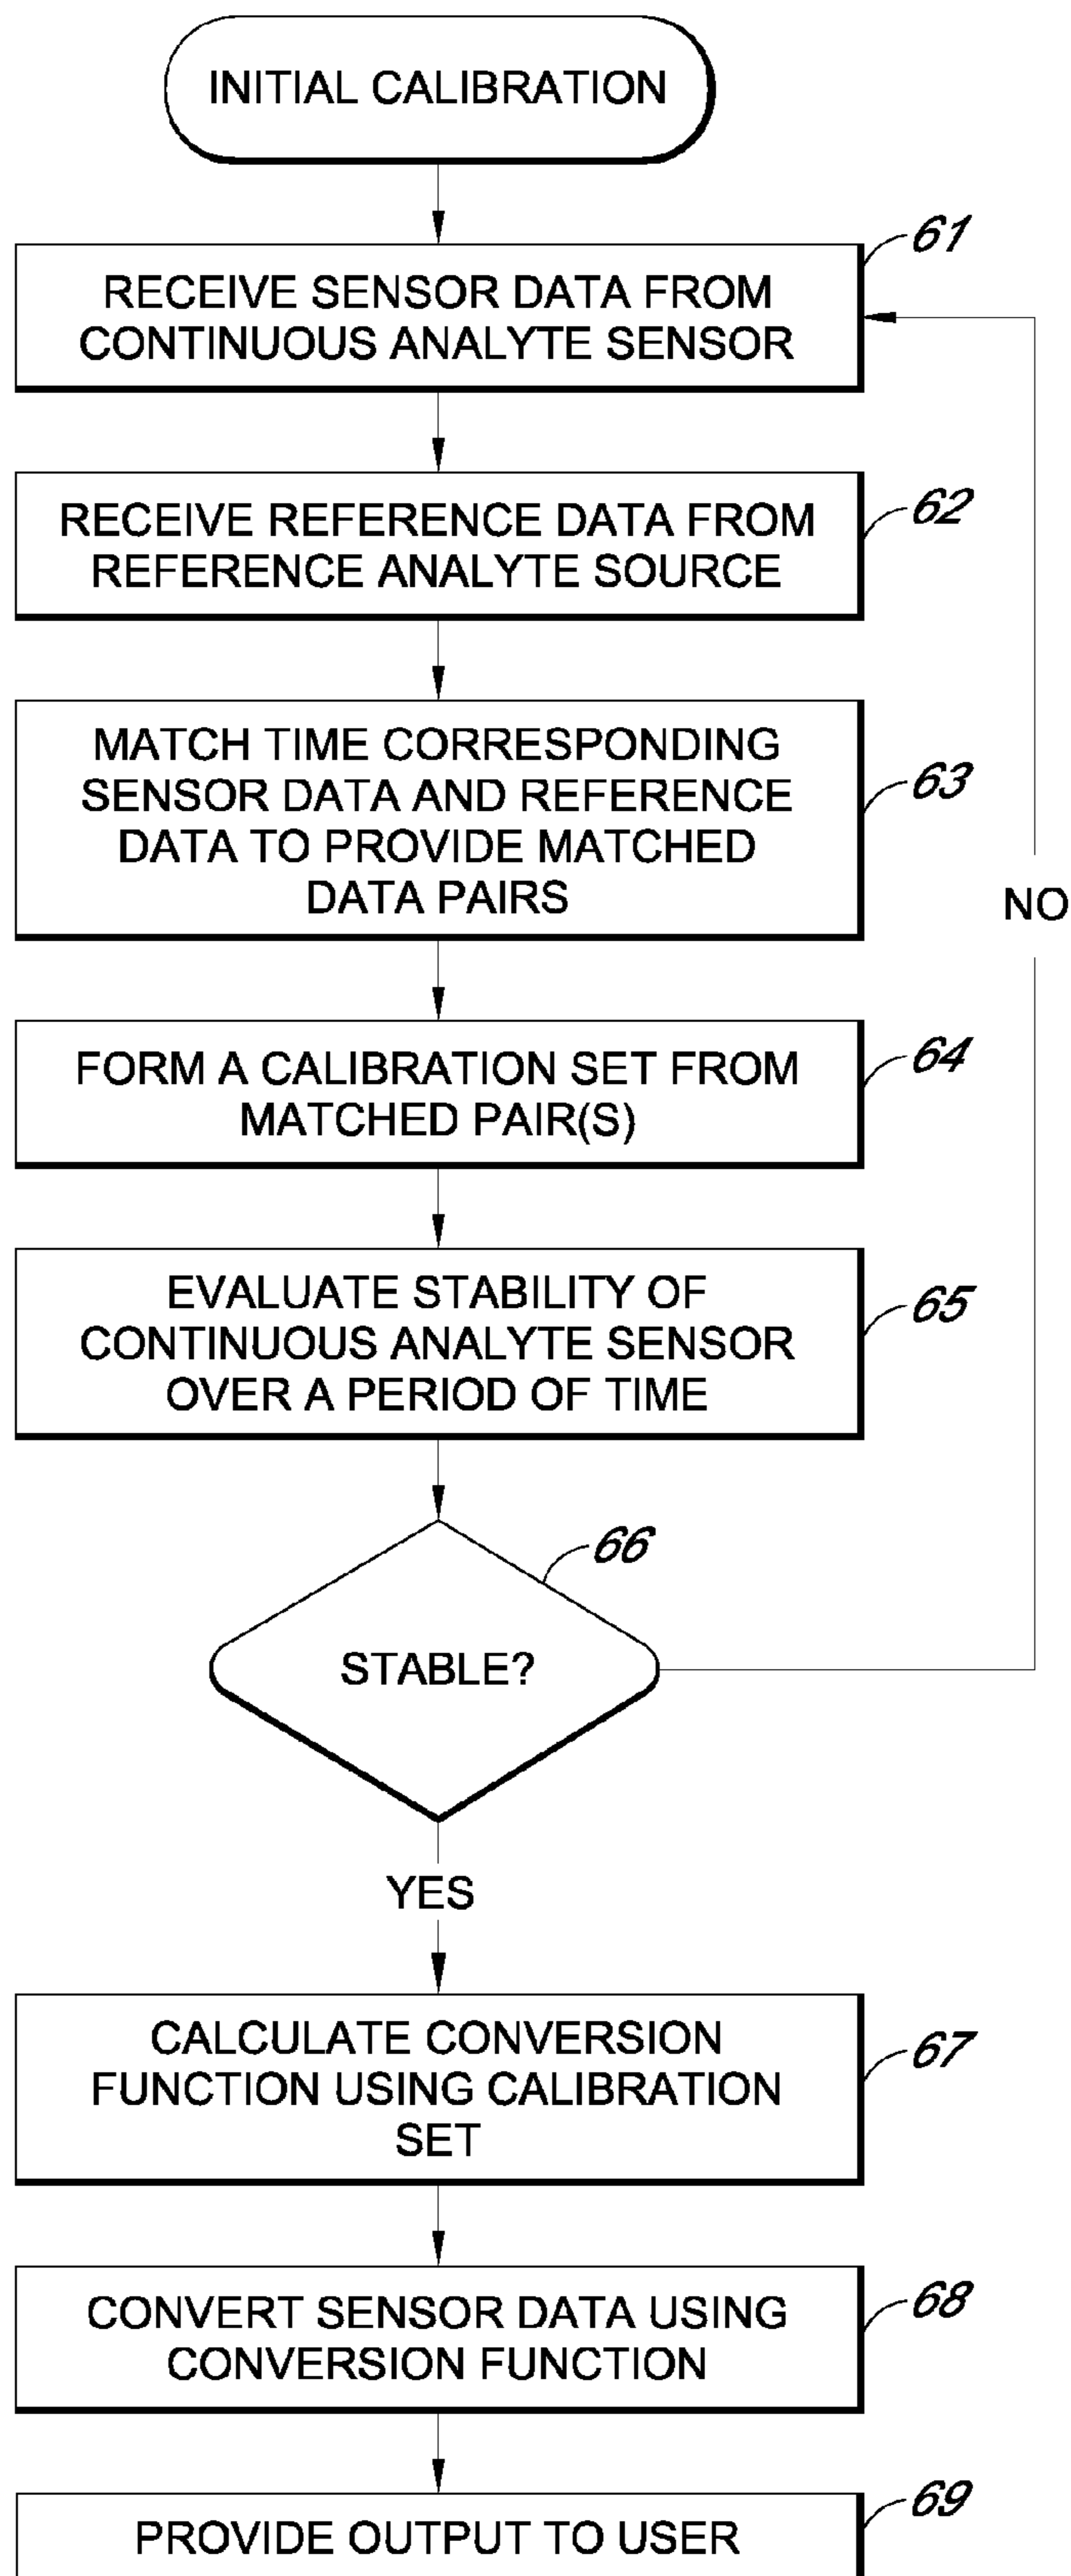 INITIAL CALIBRATION
61
RECEIVE SENSOR DATA FROM
CONTINUOUS ANALYTE SENSOR
62
RECEIVE REFERENCE DATA FROM
REFERENCE ANALYTE SOURCE
63
MATCH TIME CORRESPONDING
SENSOR DATA AND REFERENCE
DATA TO PROVIDE MATCHED
DATA PAIRS
NO
64
FORM A CALIBRATION SET FROM
MATCHED PAIR(S)
65
EVALUATE STABILITY OF
CONTINUOUS ANALYTE SENSOR
OVER A PERIOD OF TIME
66
STABLE?
YES
67
CALCULATE CONVERSION
FUNCTION USING CALIBRATION
SET
68
CONVERT SENSOR DATA USING
CONVERSION FUNCTION
69
PROVIDE OUTPUT TO USER